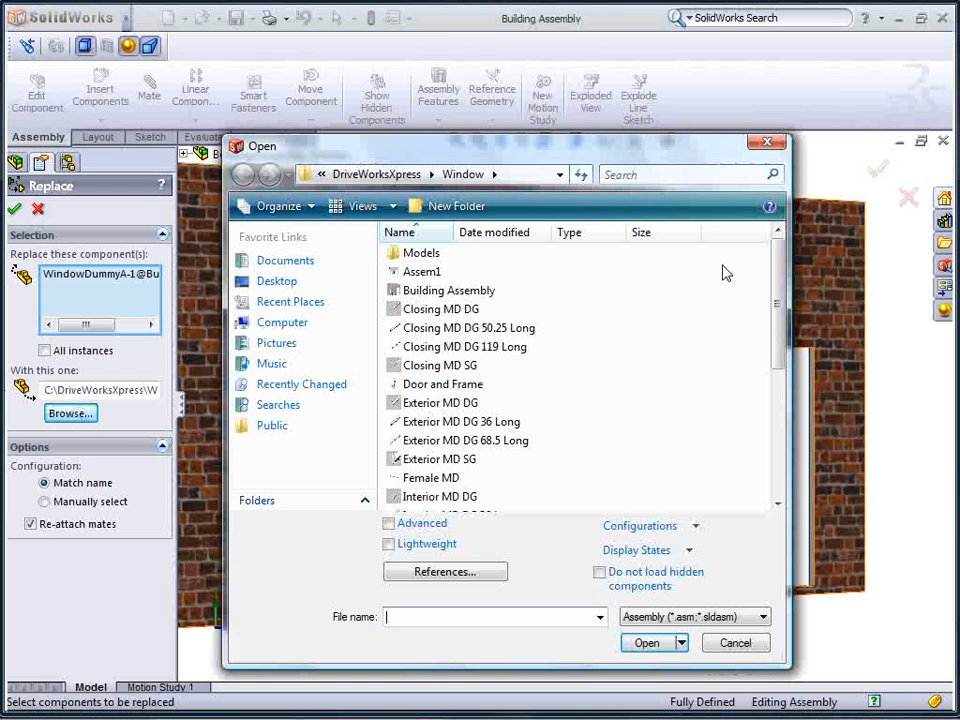 SolidWorks
Building Assembly
SolidWorks Search
Edit Component
Insert Components
Mate
Linear Compon...
Smart Fasteners
Move Component
Show Hidden Components
Assembly Features
Reference Geometry
New Motion Study
Exploded View
Explode Line Sketch
Assembly
Layout
Sketch
Replace
?
Selection
Replace these component(s):
WindowDummyA-1@Bu
All instances
With this one:
C:\DriveWorksXpress\W
Browse...
Options
Configuration:
Match name
Manually select
Re-attach mates
Open
« DriveWorksXpress
Window
Search
Organize
Views
New Folder
Favorite Links
Documents
Desktop
Recent Places
Computer
Pictures
Music
Recently Changed
Searches
Public
Folders
Name
Date modified
Type
Size
Models
Assem1
Building Assembly
Closing MD DG
Closing MD DG 50.25 Long
Closing MD DG 119 Long
Closing MD SG
Door and Frame
Exterior MD DG
Exterior MD DG 36 Long
Exterior MD DG 68.5 Long
Exterior MD SG
Female MD
Interior MD DG
Advanced
Lightweight
References...
Configurations
Display States
Do not load hidden components
File name:
Assembly (*.asm;*.sldasm)
Open
Cancel
Model
Motion Study 1
Select components to be replaced
Fully Defined
Editing Assembly